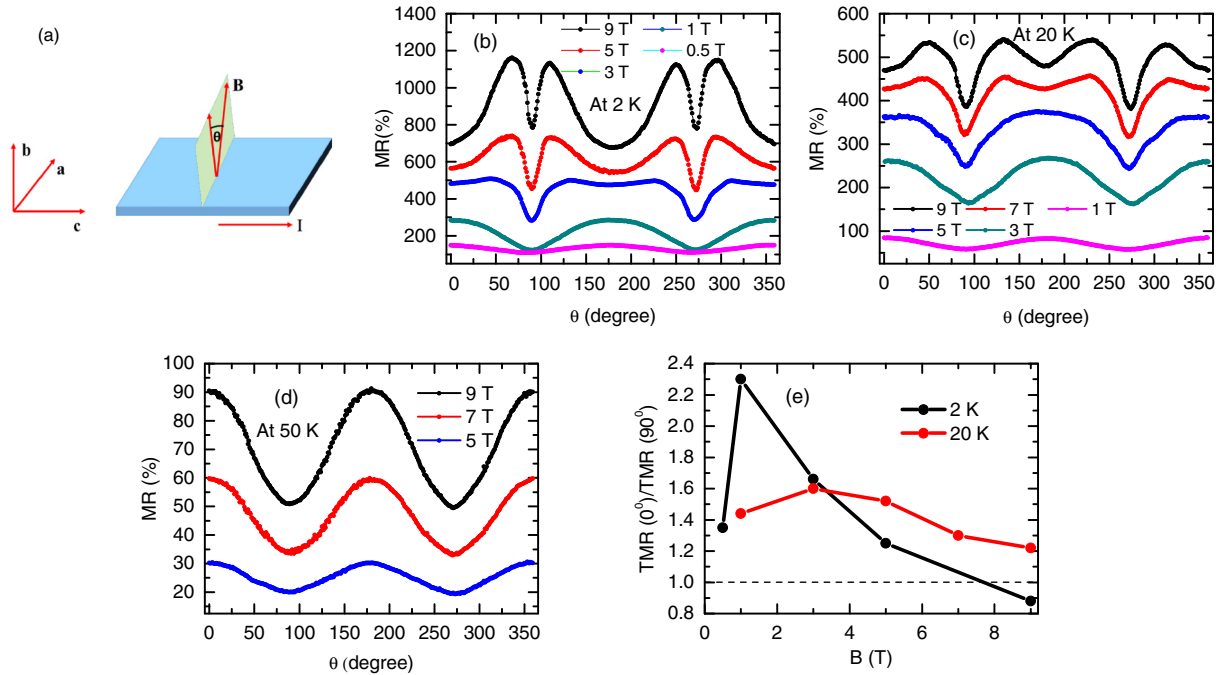 (a)
B
θ
b
a
c
I
(b)
9 T
1 T
5 T
0.5 T
3 T
At 2 K
MR(%)
1400
1200
1000
800
600
400
200
0 50 100 150 200 250 300 350
θ (degree)
(c)
At 20 K
MR (%)
600
500
400
300
200
100
9 T 7 T 1 T
5 T 3 T
0 50 100 150 200 250 300 350
θ (degree)
(d)
At 50 K
9 T
7 T
5 T
MR (%)
100
90
80
70
60
50
40
30
20
0 50 100 150 200 250 300 350
θ (degree)
(e)
2 K
20 K
TMR (0⁰)/TMR (90⁰)
2.4
2.2
2.0
1.8
1.6
1.4
1.2
1.0
0.8
0 2 4 6 8
B (T)